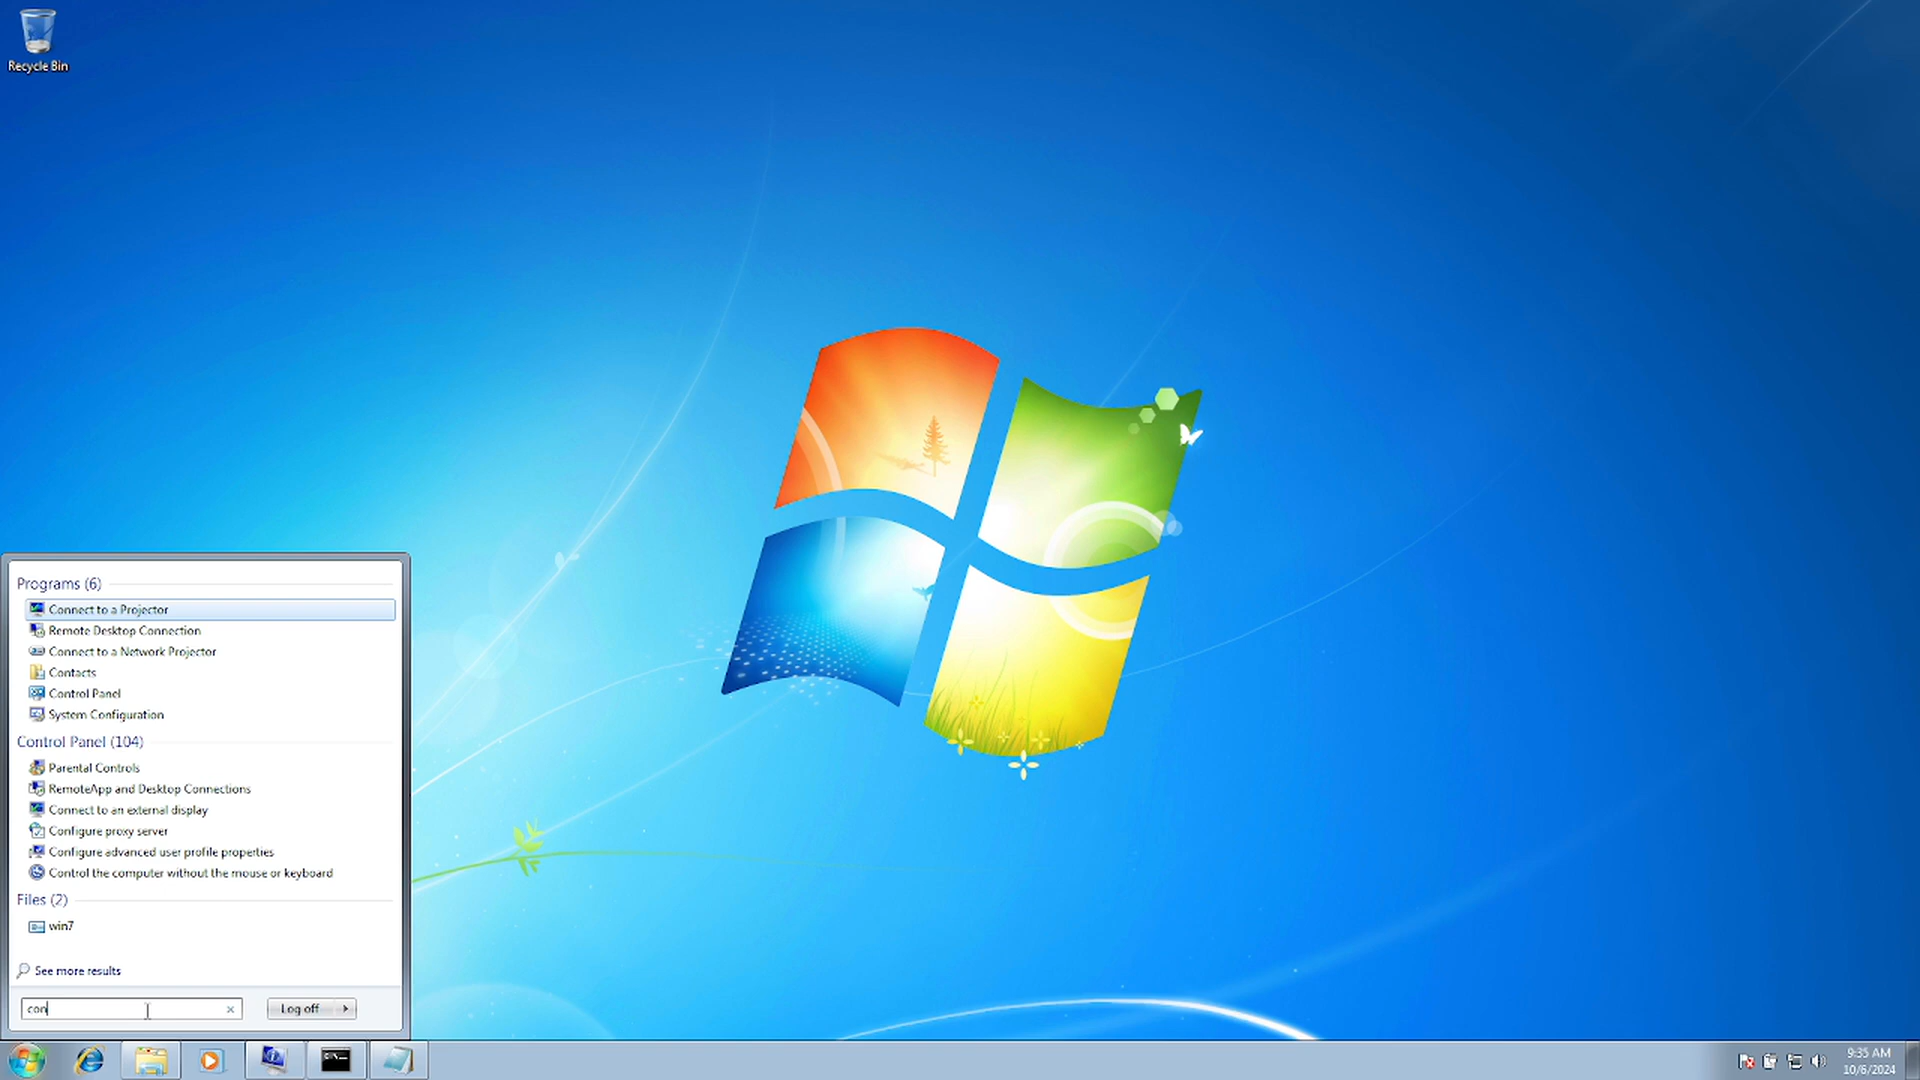 Recycle Bin
Programs (6)
Connect to a Projector
Remote Desktop Connection
Connect to a Network Projector
Contacts
Control Panel
System Configuration
Control Panel (104)
Parental Controls
RemoteApp and Desktop Connections
Connect to an external display
Configure proxy server
Configure advanced user profile properties
Control the computer without the mouse or keyboard
Files (2)
win7
See more results
con
Log off
9:35 AM
10/6/2024